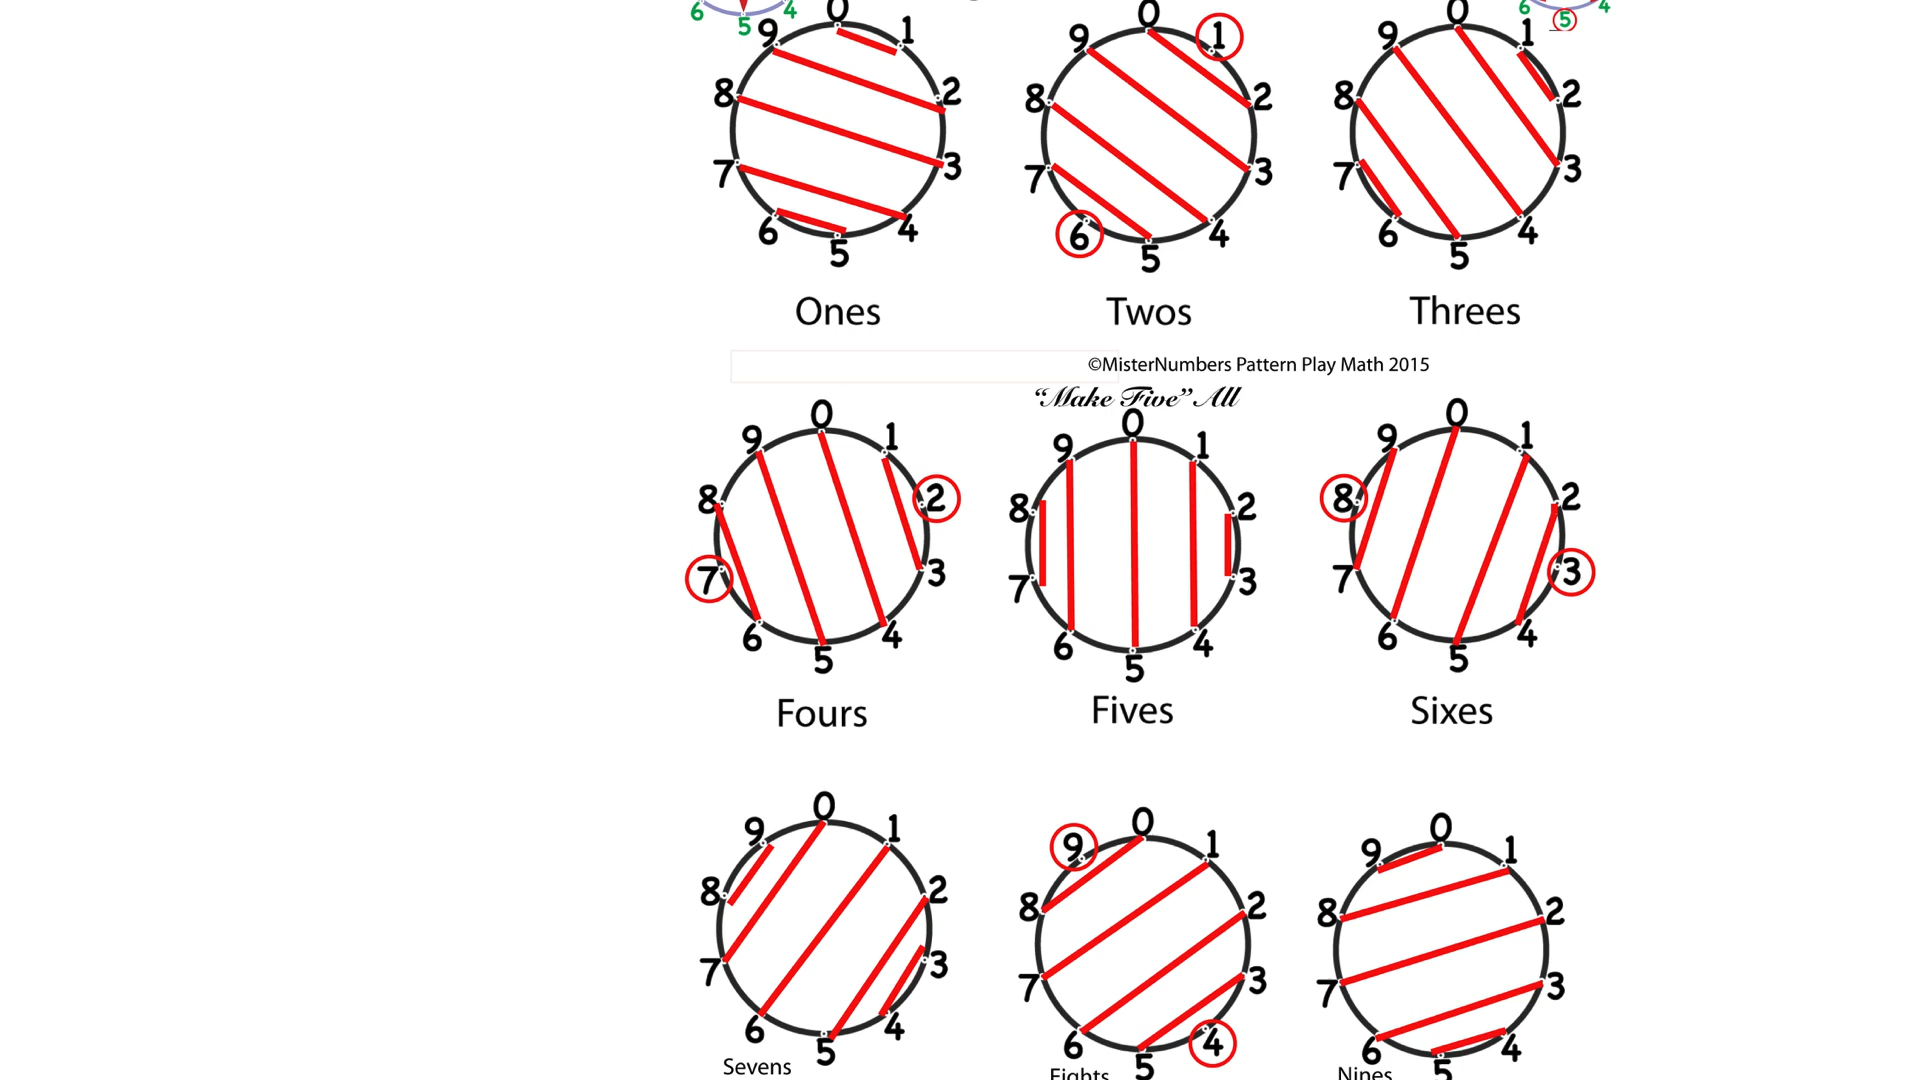 6 5 4
6 5 4
0 1 2 3 4 5 6 7 8 9
0 1 2 3 4 5 6 7 8 9
0 1 2 3 4 5 6 7 8 9
Ones Twos Threes
©MisterNumbers Pattern Play Math 2015
“Make Five” All
0 1 2 3 4 5 6 7 8 9
0 1 2 3 4 5 6 7 8 9
0 1 2 3 4 5 6 7 8 9
Fours Fives Sixes
0 1 2 3 4 5 6 7 8 9
0 1 2 3 4 5 6 7 8 9
0 1 2 3 4 5 6 7 8 9
Sevens Eights Nines